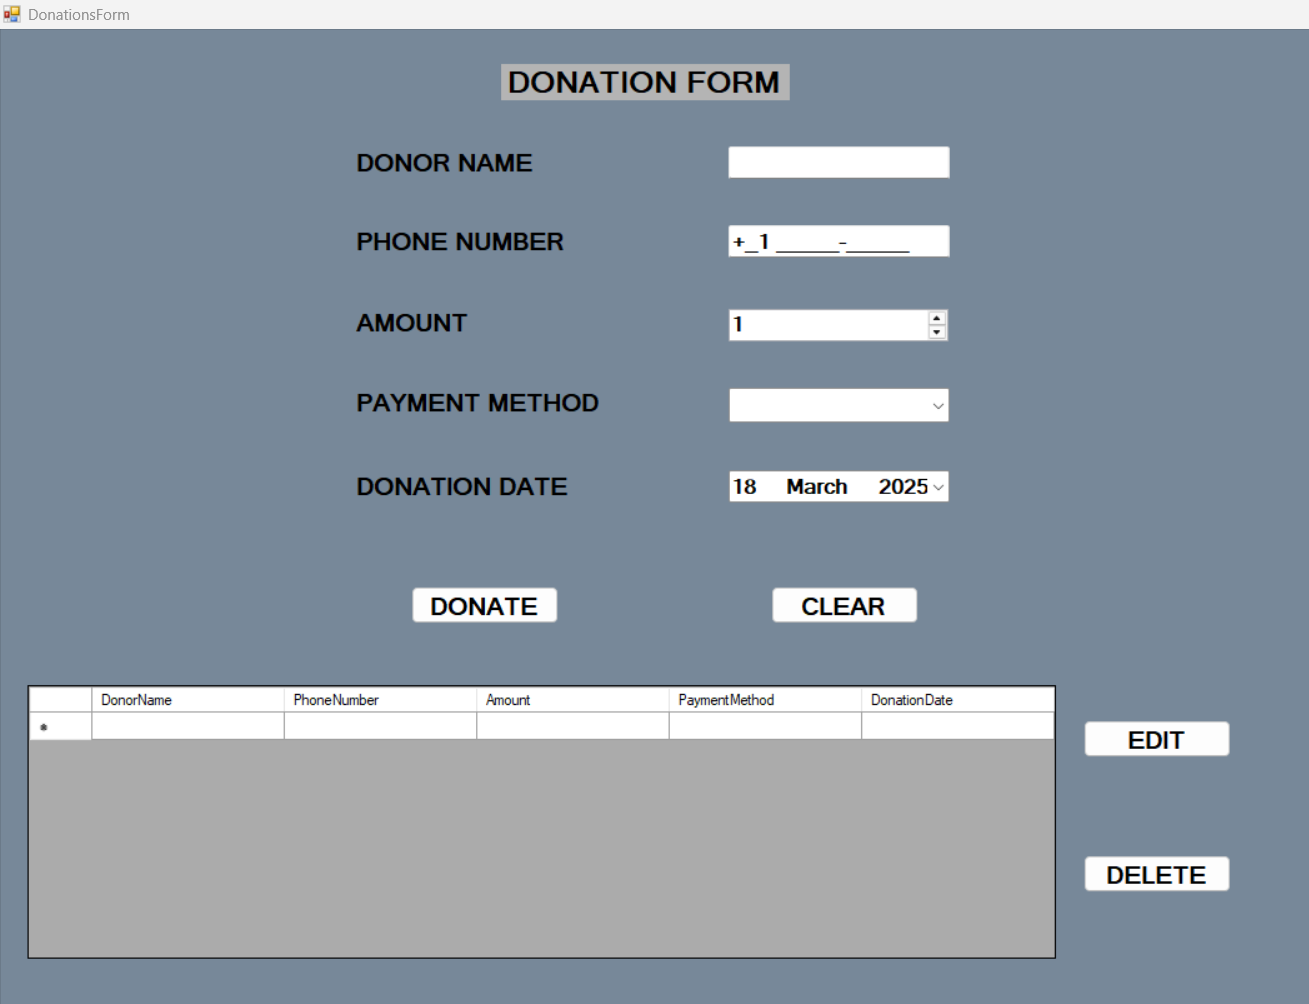 DonationsForm
DONATION FORM
DONOR NAME
PHONE NUMBER +_1 _____-_____
AMOUNT 1
PAYMENT METHOD
DONATION DATE 18 March 2025
DONATE CLEAR
DonorName PhoneNumber Amount PaymentMethod DonationDate
*
EDIT
DELETE